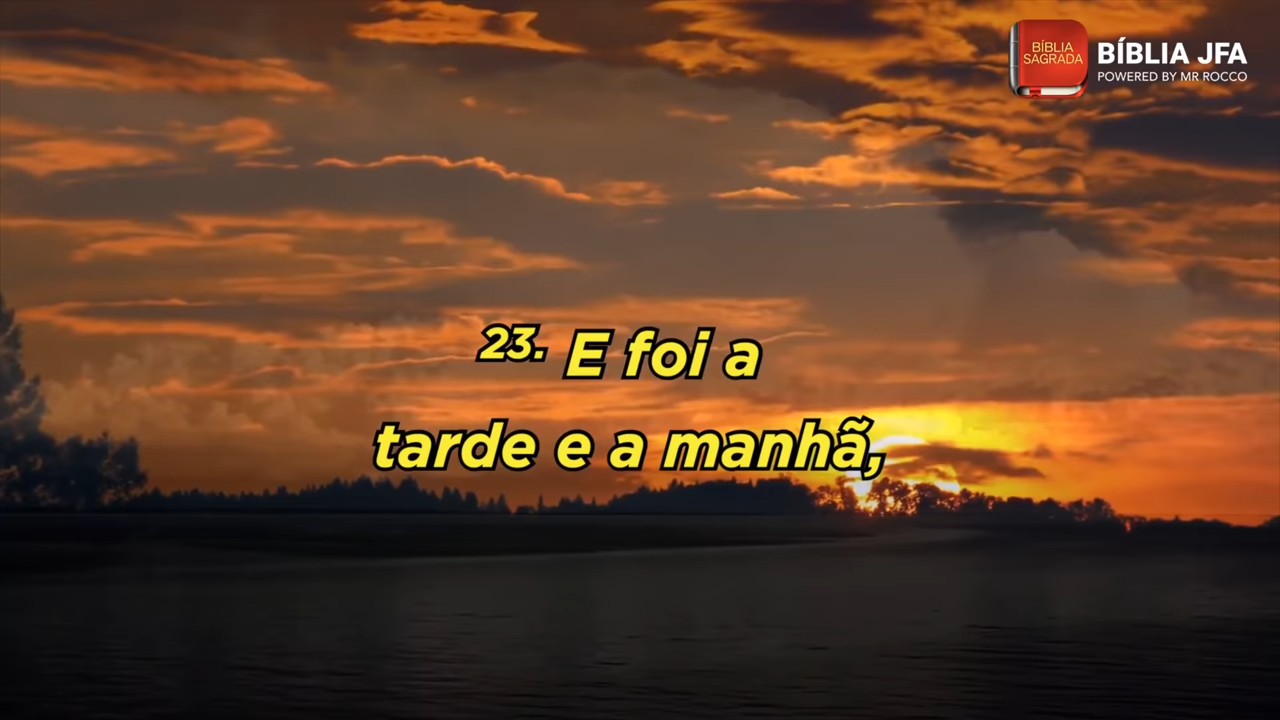 BÍBLIA
SAGRADA
BÍBLIA JFA
POWERED BY MR ROCCO
23. E foi a
tarde e a manhã,